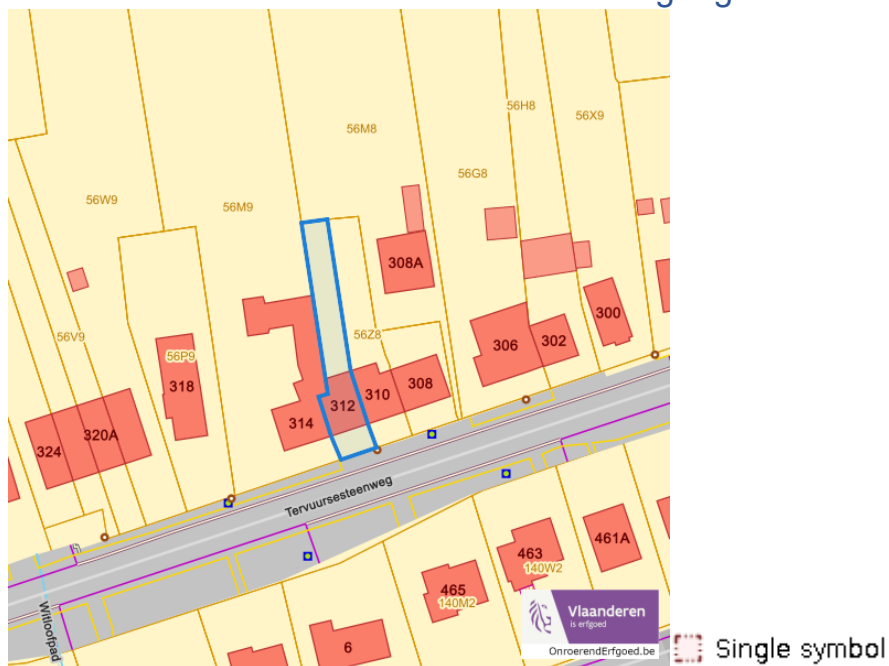 56M8
56H8
56X9
56G8
56W9
56M9
308A
56Z8
300
56V9
56P9
318
306
302
308
310
312
314
324
320A
Tervuursesteenweg
461A
463
140W2
465
140M2
Witloofpad
6
Vlaanderen
is erfgoed
OnroerendErfgoed.be
Single symbol